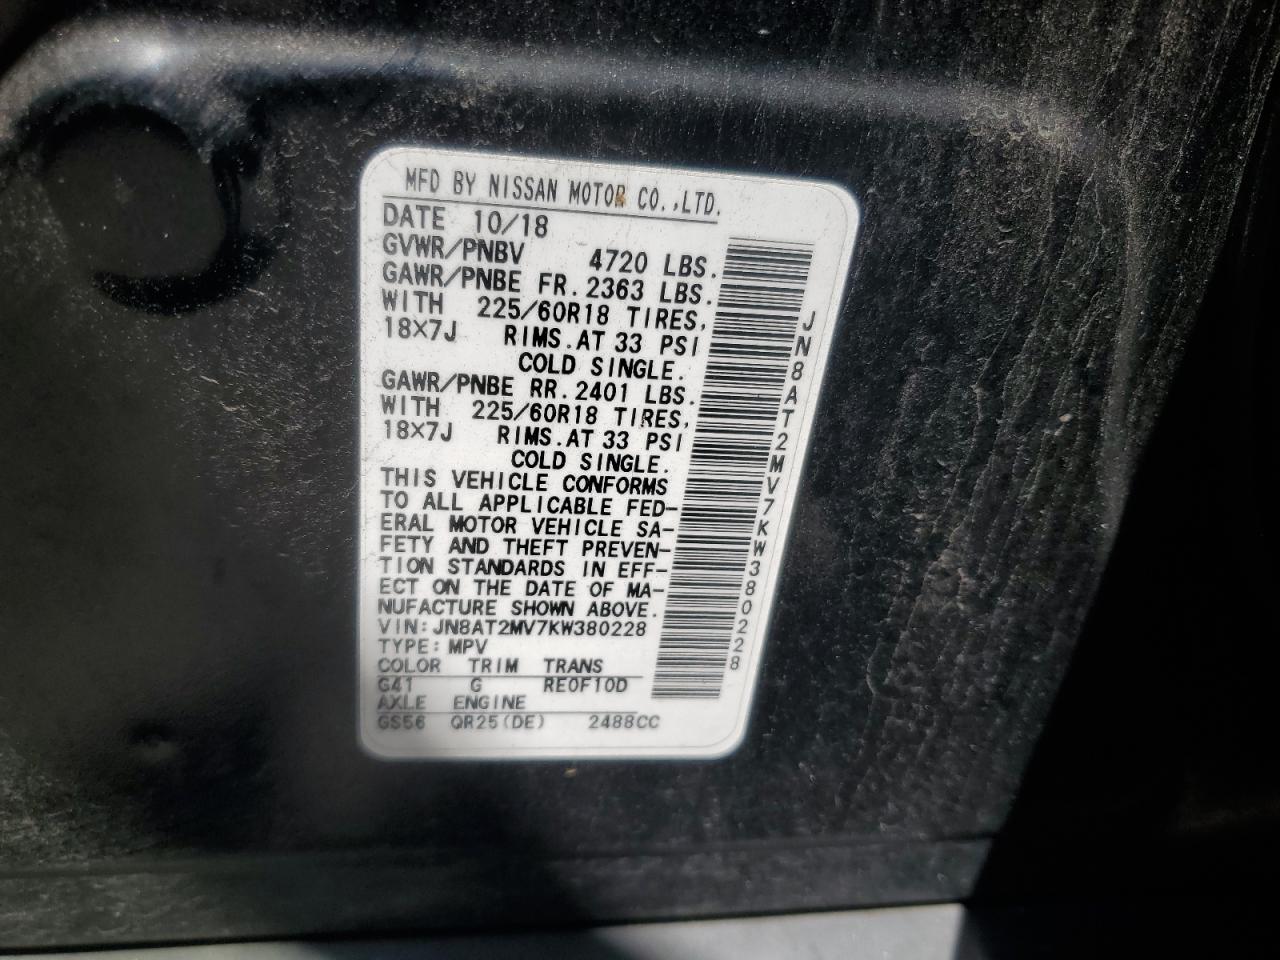 MFD BY NISSAN MOTOR CO.,LTD.
DATE 10/18
GVWR/PNBV 4720 LBS.
GAWR/PNBE FR.2363 LBS.
WITH 225/60R18 TIRES,
18X7J RIMS.AT 33 PSI
COLD SINGLE.
GAWR/PNBE RR.2401 LBS.
WITH 225/60R18 TIRES,
18X7J RIMS.AT 33 PSI
COLD SINGLE.
THIS VEHICLE CONFORMS
TO ALL APPLICABLE FED-
ERAL MOTOR VEHICLE SA-
FETY AND THEFT PREVEN-
TION STANDARDS IN EFF-
ECT ON THE DATE OF MA-
NUFACTURE SHOWN ABOVE.
VIN:JN8AT2MV7KW380228
TYPE:MPV
COLOR TRIM TRANS
G41 G RE0F10D
AXLE ENGINE
GS56 QR25(DE) 2488CC
JN8AT2MV7KW380228